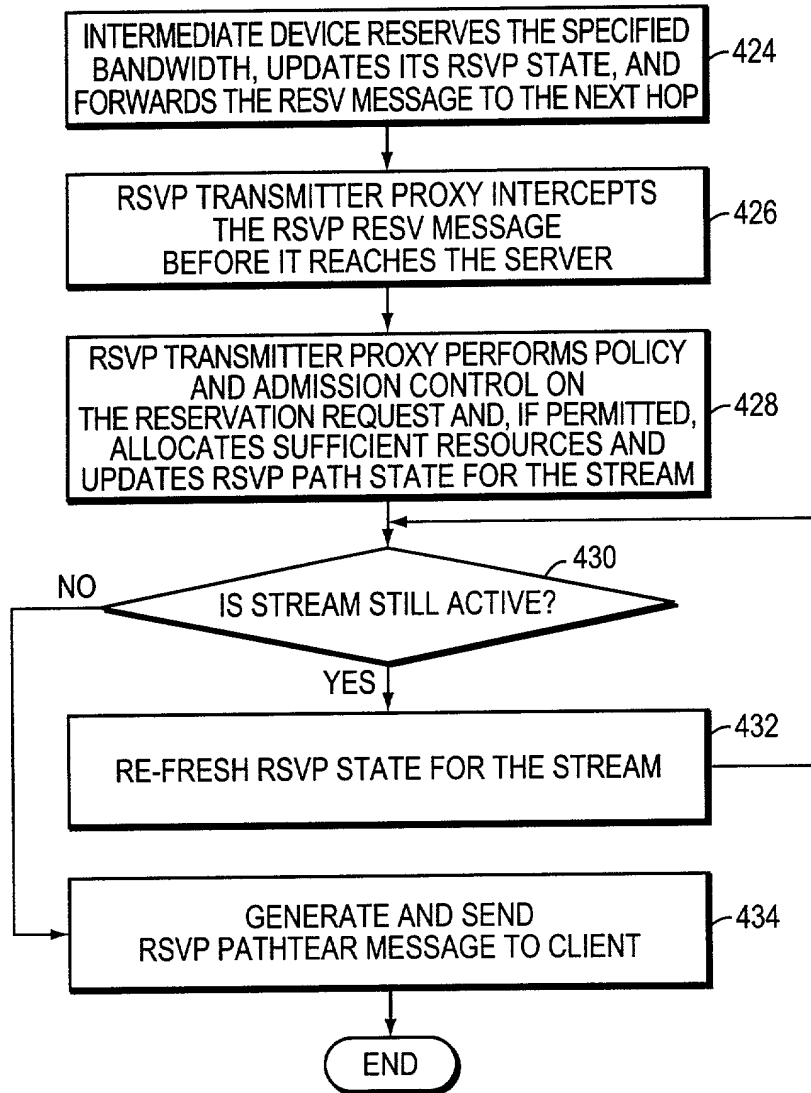 INTERMEDIATE DEVICE RESERVES THE SPECIFIED
BANDWIDTH, UPDATES ITS RSVP STATE, AND
FORWARDS THE RESV MESSAGE TO THE NEXT HOP
424
RSVP TRANSMITTER PROXY INTERCEPTS
THE RSVP RESV MESSAGE
BEFORE IT REACHES THE SERVER
426
RSVP TRANSMITTER PROXY PERFORMS POLICY
AND ADMISSION CONTROL ON
THE RESERVATION REQUEST AND, IF PERMITTED,
ALLOCATES SUFFICIENT RESOURCES AND
UPDATES RSVP PATH STATE FOR THE STREAM
428
430
NO
IS STREAM STILL ACTIVE?
YES
432
RE-FRESH RSVP STATE FOR THE STREAM
GENERATE AND SEND
RSVP PATHTEAR MESSAGE TO CLIENT
434
END